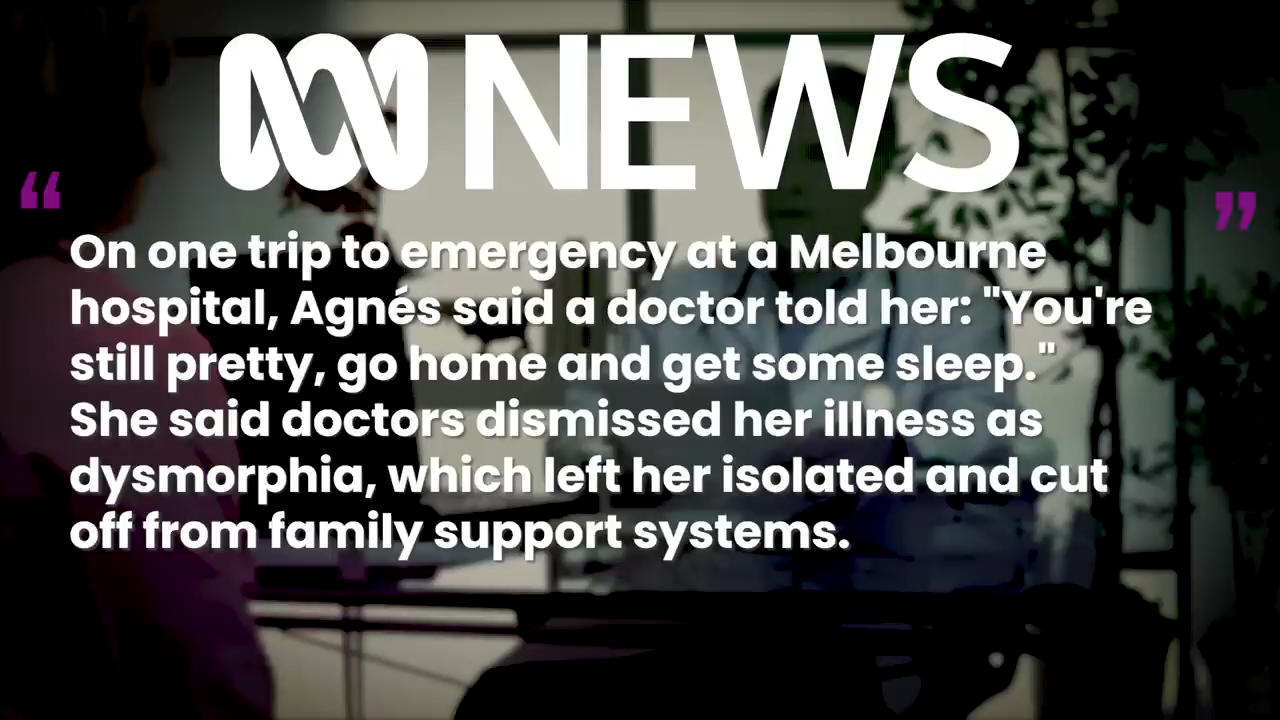 NEWS
“
”
On one trip to emergency at a Melbourne
hospital, Agnés said a doctor told her: "You're
still pretty, go home and get some sleep."
She said doctors dismissed her illness as
dysmorphia, which left her isolated and cut
off from family support systems.